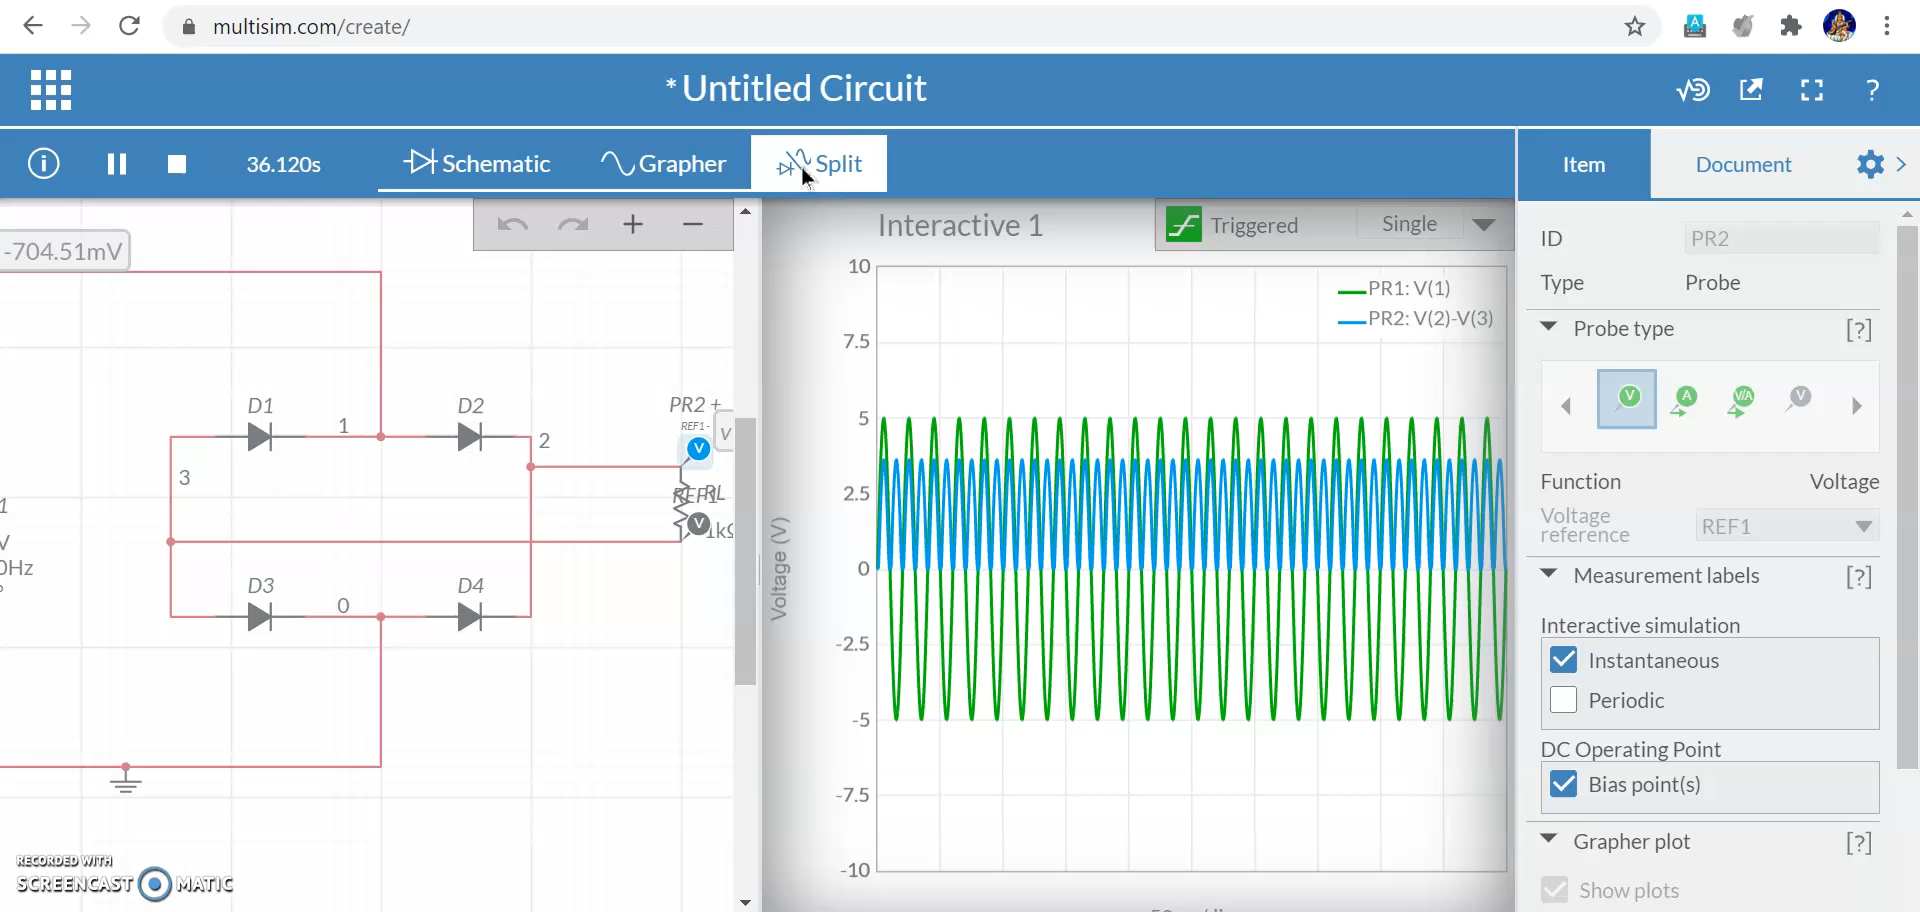 multisim.com/create/
* Untitled Circuit
36.120s
Schematic
Grapher
Split
Item
Document
-704.51mV
Interactive 1
Triggered
Single
10
7.5
5
2.5
0
-2.5
-5
-7.5
-10
Voltage (V)
PR1: V(1)
PR2: V(2)-V(3)
D1
1
D2
2
3
PR2 +
REF1 -
V
V
REF1
RL
V
1kΩ
1
V
0Hz
°
D3
0
D4
ID
PR2
Type
Probe
Probe type
[?]
V
A
V/A
V
Function
Voltage
Voltage
reference
REF1
Measurement labels
[?]
Interactive simulation
Instantaneous
Periodic
DC Operating Point
Bias point(s)
Grapher plot
[?]
Show plots
RECORDED WITH
SCREENCAST MATIC